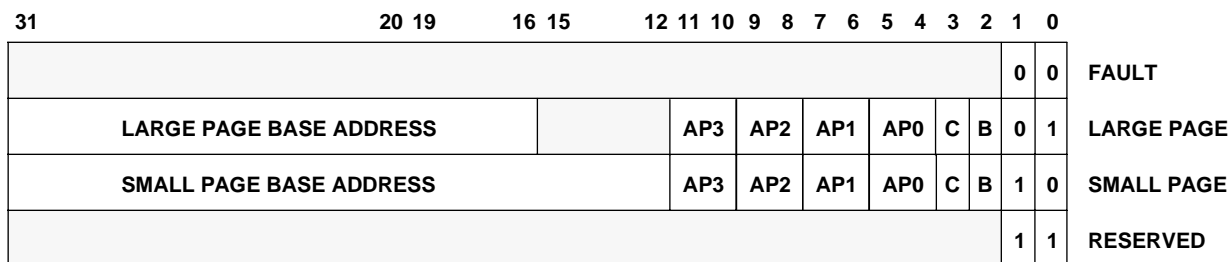 31 20 19 16 15 12 11 10 9 8 7 6 5 4 3 2 1 0
0 0 FAULT
LARGE PAGE BASE ADDRESS AP3 AP2 AP1 AP0 C B 0 1 LARGE PAGE
SMALL PAGE BASE ADDRESS AP3 AP2 AP1 AP0 C B 1 0 SMALL PAGE
1 1 RESERVED